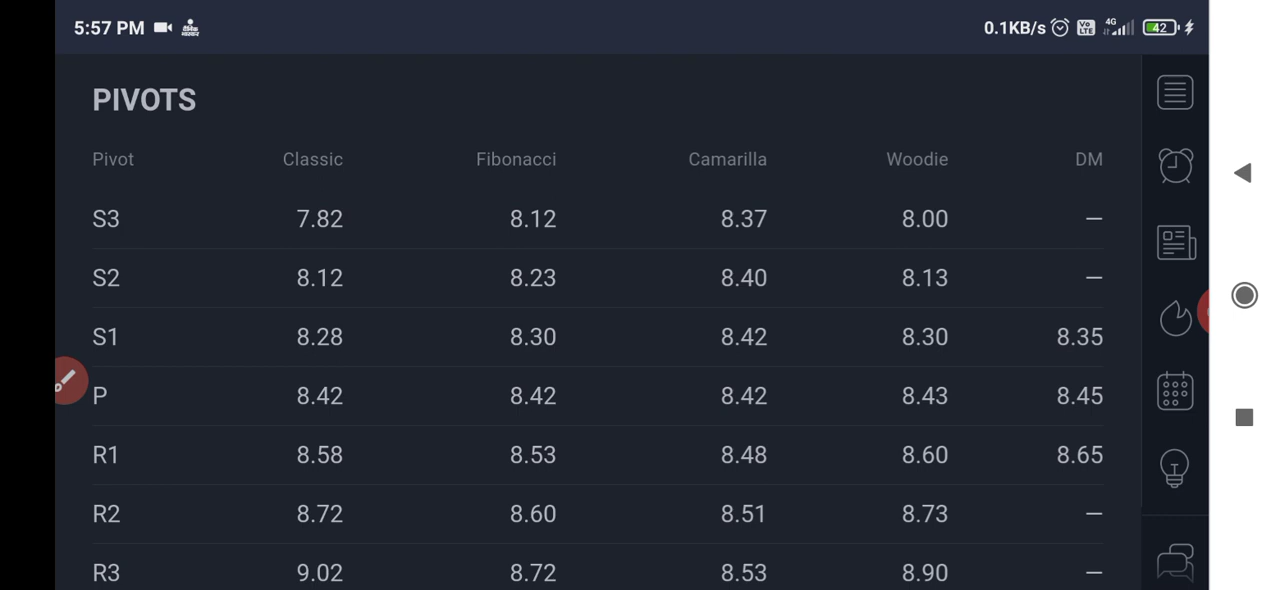 5:57 PM 0.1KB/s Vo LTE 4G 42
PIVOTS
Pivot Classic Fibonacci Camarilla Woodie DM
S3 7.82 8.12 8.37 8.00 —
S2 8.12 8.23 8.40 8.13 —
S1 8.28 8.30 8.42 8.30 8.35
P 8.42 8.42 8.42 8.43 8.45
R1 8.58 8.53 8.48 8.60 8.65
R2 8.72 8.60 8.51 8.73 —
R3 9.02 8.72 8.53 8.90 —